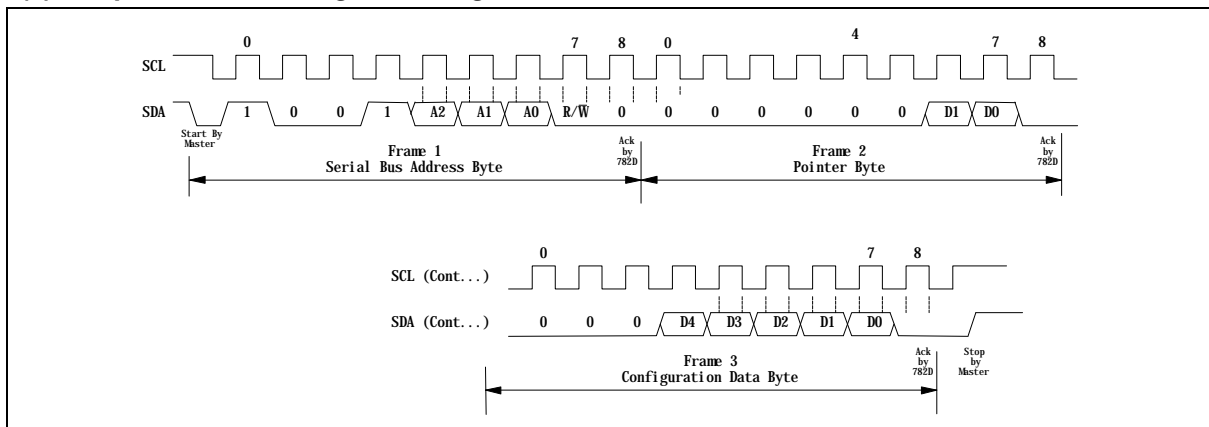 0 7 8 0 4 7 8
SCL
SDA 1 0 0 1 A2 A1 A0 R/W 0 0 0 0 0 0 0 D1 D0
Start By
Master
Ack
by
782D
Ack
by
782D
Frame 1
Serial Bus Address Byte
Frame 2
Pointer Byte
0 7 8
SCL (Cont...)
SDA (Cont...) 0 0 0 D4 D3 D2 D1 D0
Ack
by
782D
Stop
by
Master
Frame 3
Configuration Data Byte